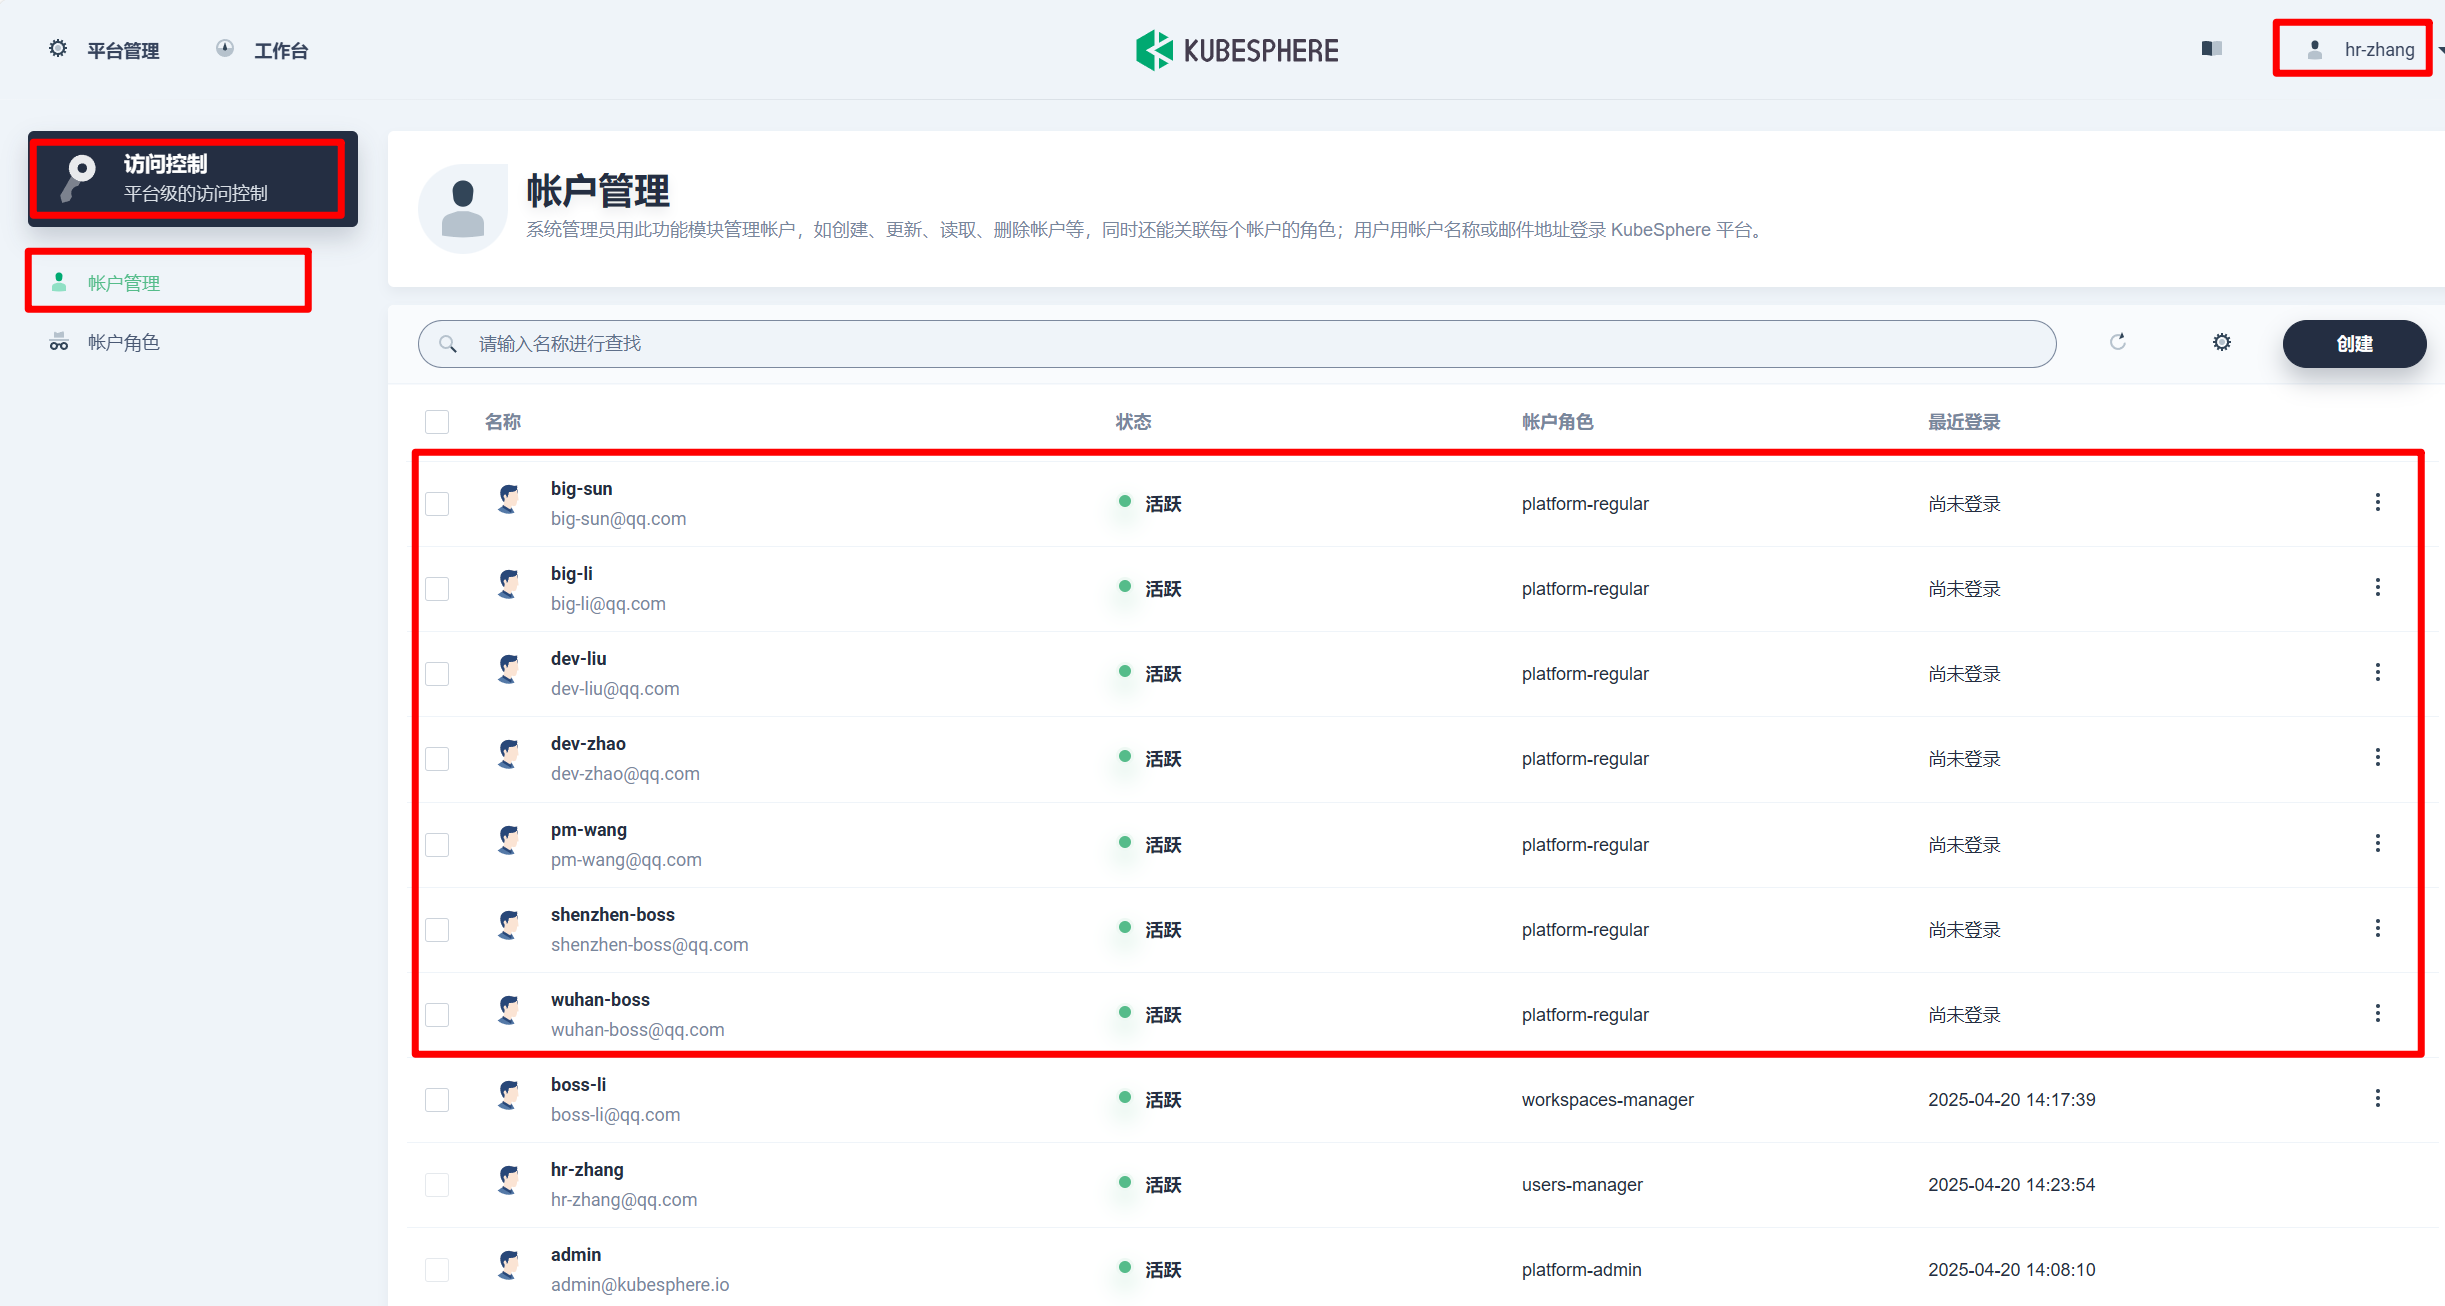 平台管理
工作台
KUBESPHERE
hr-zhang
访问控制
平台级的访问控制
帐户管理
帐户角色
帐户管理
系统管理员用此功能模块管理帐户，如创建、更新、读取、删除帐户等，同时还能关联每个帐户的角色；用户用帐户名称或邮件地址登录 KubeSphere 平台。
请输入名称进行查找
创建
名称 状态 帐户角色 最近登录
big-sun
big-sun@qq.com
活跃 platform-regular 尚未登录
big-li
big-li@qq.com
活跃 platform-regular 尚未登录
dev-liu
dev-liu@qq.com
活跃 platform-regular 尚未登录
dev-zhao
dev-zhao@qq.com
活跃 platform-regular 尚未登录
pm-wang
pm-wang@qq.com
活跃 platform-regular 尚未登录
shenzhen-boss
shenzhen-boss@qq.com
活跃 platform-regular 尚未登录
wuhan-boss
wuhan-boss@qq.com
活跃 platform-regular 尚未登录
boss-li
boss-li@qq.com
活跃 workspaces-manager 2025-04-20 14:17:39
hr-zhang
hr-zhang@qq.com
活跃 users-manager 2025-04-20 14:23:54
admin
admin@kubesphere.io
活跃 platform-admin 2025-04-20 14:08:10